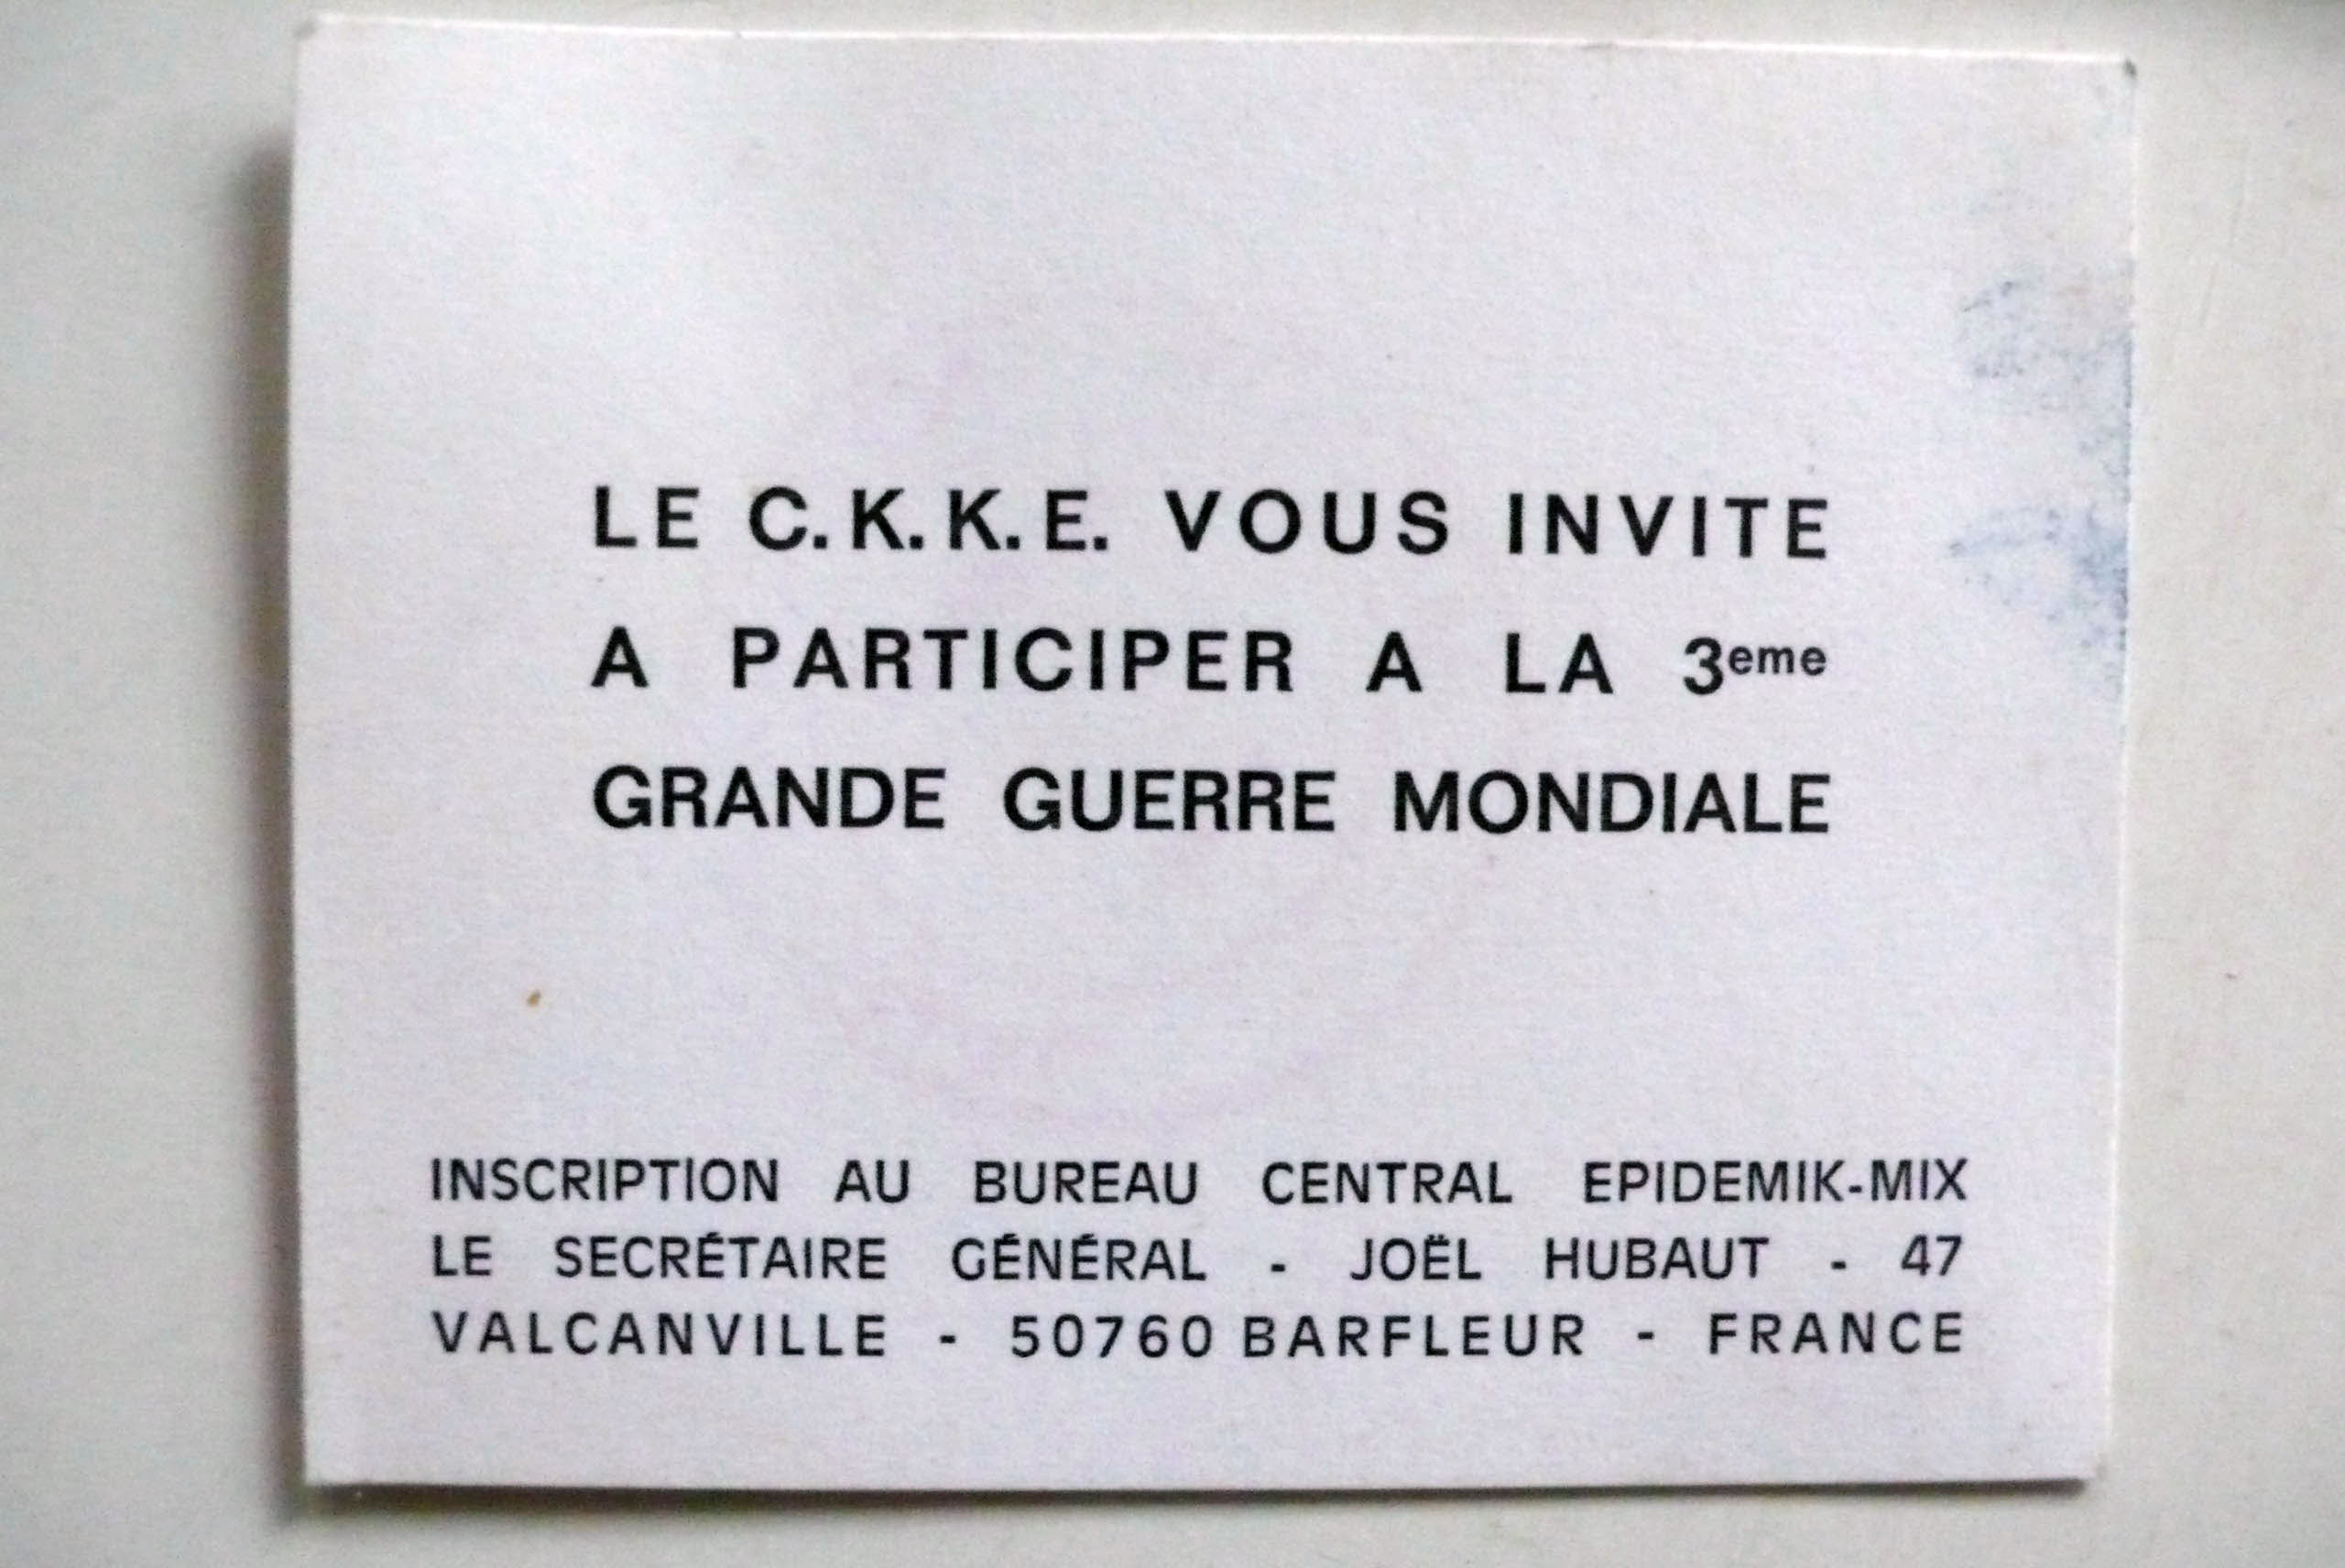 LE C.K.K.E. VOUS INVITE
A PARTICIPER A LA 3eme
GRANDE GUERRE MONDIALE
INSCRIPTION AU BUREAU CENTRAL EPIDEMIK-MIX
LE SECRÉTAIRE GÉNÉRAL - JOËL HUBAUT - 47
VALCANVILLE - 50760 BARFLEUR - FRANCE